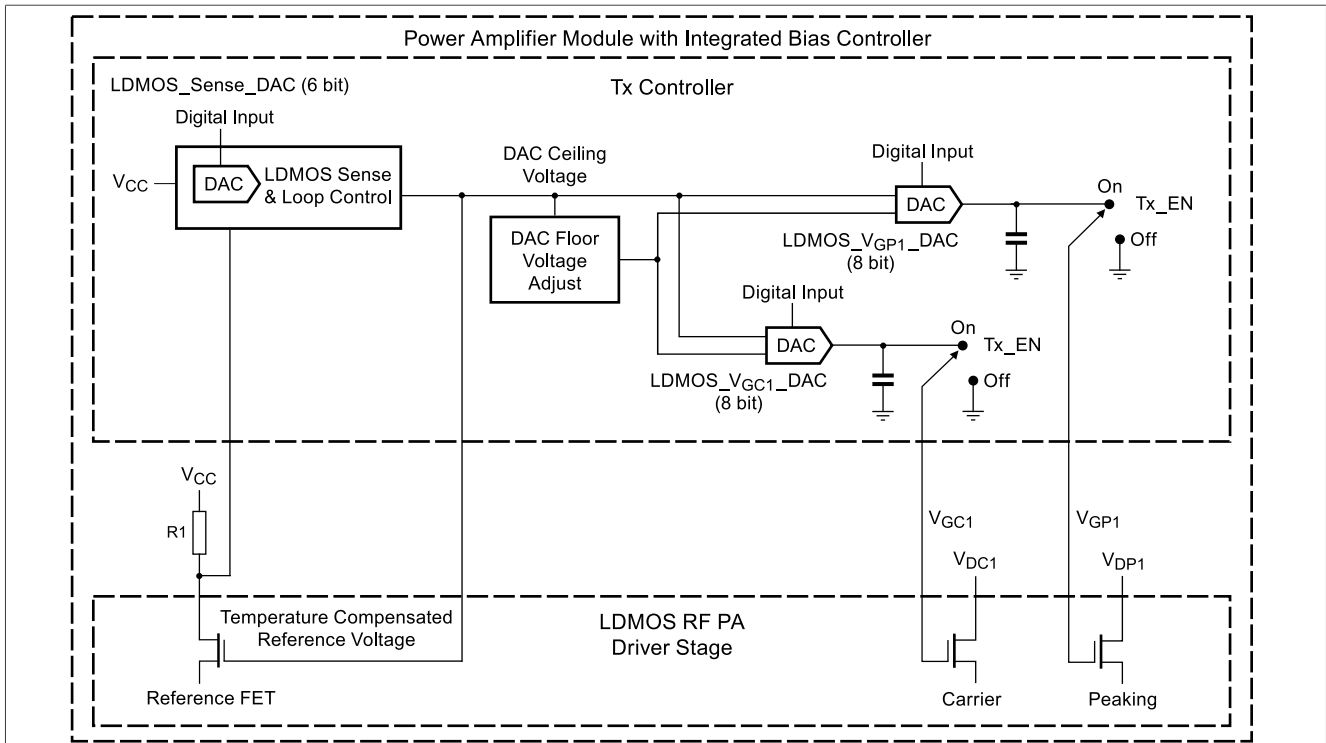 Power Amplifier Module with Integrated Bias Controller
LDMOS_Sense_DAC (6 bit)
Tx Controller
Digital Input
VCC
DAC
LDMOS Sense
& Loop Control
DAC Ceiling
Voltage
DAC Floor
Voltage
Adjust
Digital Input
DAC
LDMOS_VGP1_DAC
(8 bit)
On
Tx_EN
Off
Digital Input
DAC
LDMOS_VGC1_DAC
(8 bit)
On
Tx_EN
Off
VCC
R1
VGC1
VGP1
VDC1
VDP1
Temperature Compensated
Reference Voltage
LDMOS RF PA
Driver Stage
Reference FET
Carrier
Peaking